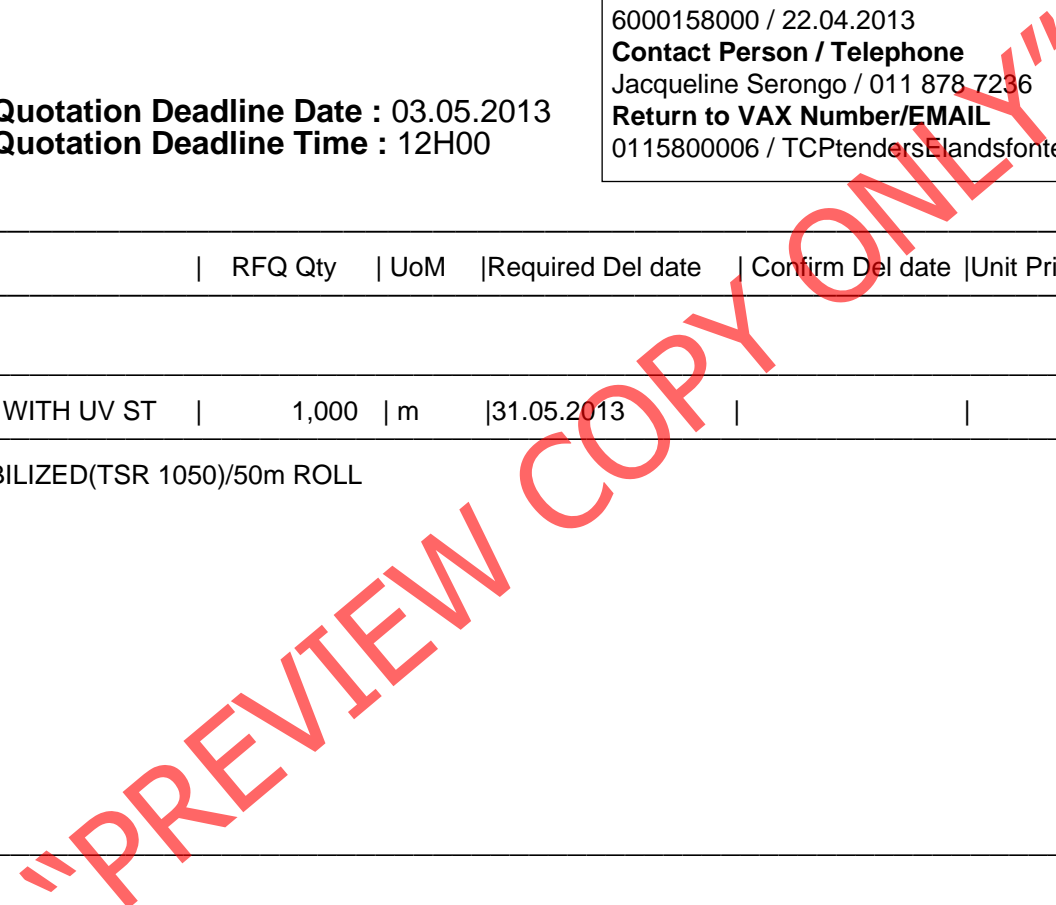 6000158000 / 22.04.2013
Contact Person / Telephone
Jacqueline Serongo / 011 878 7236
Quotation Deadline Date : 03.05.2013
Return to VAX Number/EMAIL
Quotation Deadline Time : 12H00
0115800006 / TCPtendersElandsfonte
| RFQ Qty | UoM |Required Del date | Confirm Del date |Unit Pri
WITH UV ST | 1,000 | m |31.05.2013 | |
BILIZED(TSR 1050)/50m ROLL
"PREVIEW COPY ONLY"